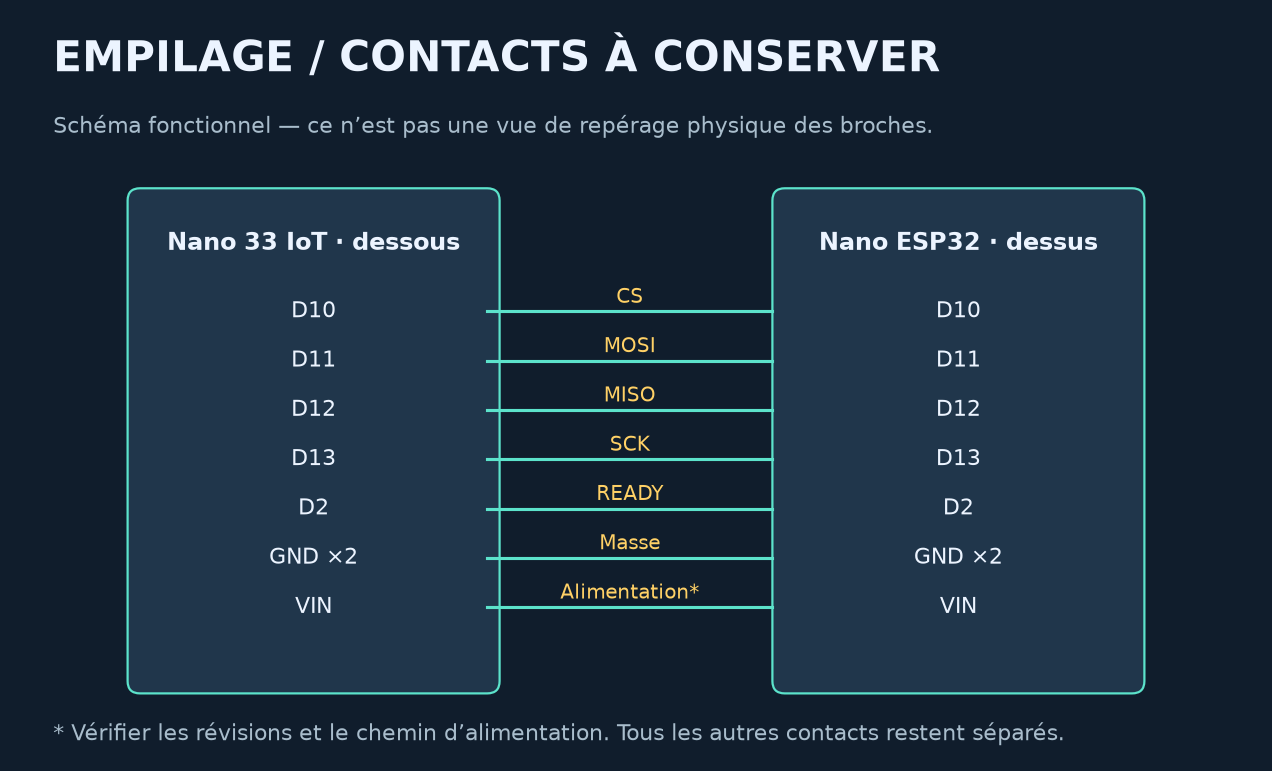 EMPILAGE / CONTACTS À CONSERVER
Schéma fonctionnel — ce n’est pas une vue de repérage physique des broches.
Nano 33 IoT · dessous
Nano ESP32 · dessus
D10
CS
D10
D11
MOSI
D11
D12
MISO
D12
D13
SCK
D13
D2
READY
D2
GND ×2
Masse
GND ×2
VIN
Alimentation*
VIN
* Vérifier les révisions et le chemin d’alimentation. Tous les autres contacts restent séparés.